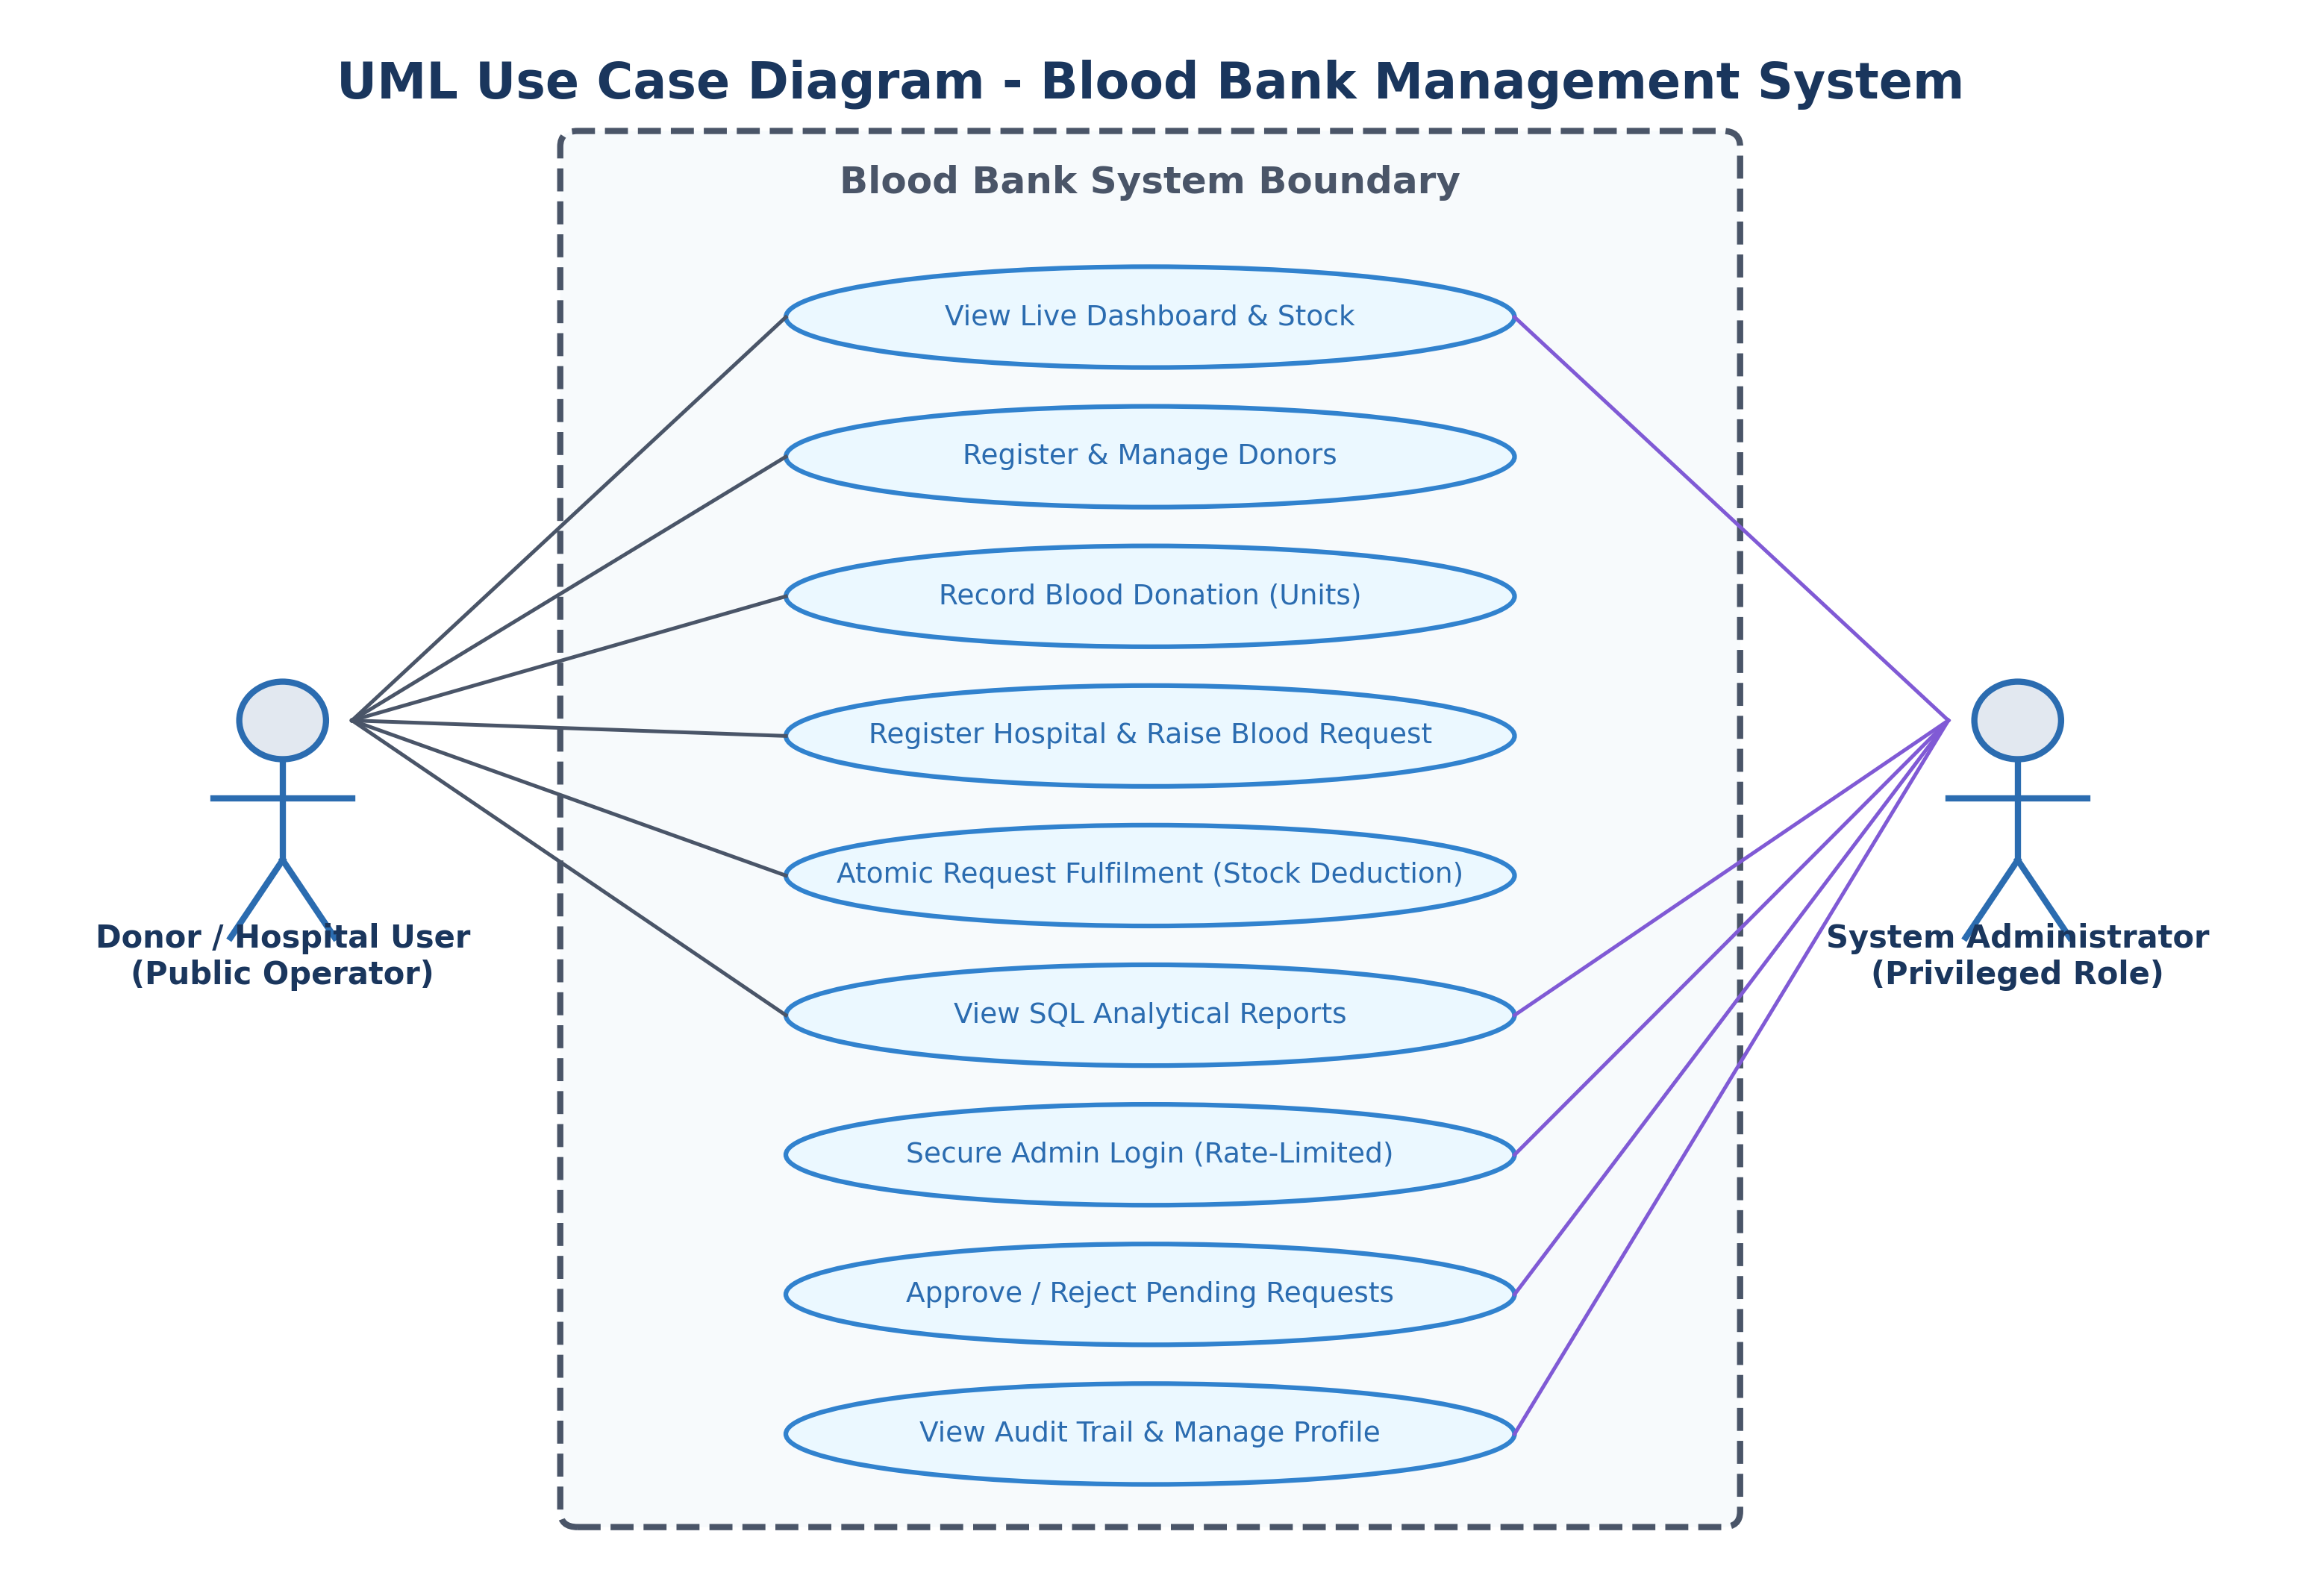 UML Use Case Diagram - Blood Bank Management System
Blood Bank System Boundary
View Live Dashboard & Stock
Register & Manage Donors
Record Blood Donation (Units)
Register Hospital & Raise Blood Request
Atomic Request Fulfilment (Stock Deduction)
Donor / Hospital User
(Public Operator)
System Administrator
(Privileged Role)
View SQL Analytical Reports
Secure Admin Login (Rate-Limited)
Approve / Reject Pending Requests
View Audit Trail & Manage Profile